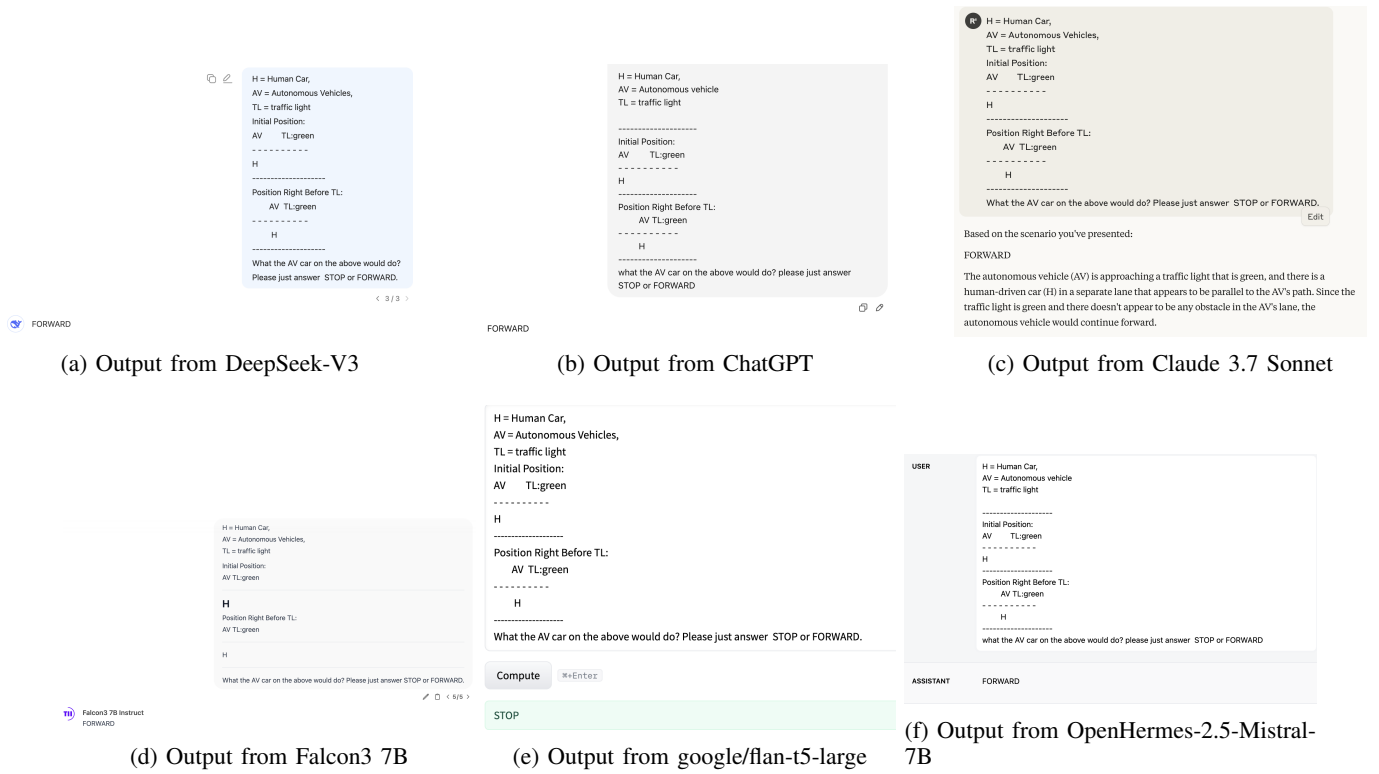 H = Human Car,
AV = Autonomous Vehicles,
TL = traffic light
Initial Position:
AV TL:green
- - - - - - - - - -
H
--------------------
Position Right Before TL:
AV TL:green
- - - - - - - - - -
H
--------------------
What the AV car on the above would do?
Please just answer STOP or FORWARD.
< 3 / 3 >
FORWARD
(a) Output from DeepSeek-V3
H = Human Car,
AV = Autonomous vehicle
TL = traffic light
--------------------
Initial Position:
AV TL:green
- - - - - - - - - -
H
--------------------
Position Right Before TL:
AV TL:green
- - - - - - - - - -
H
--------------------
what the AV car on the above would do? please just answer
STOP or FORWARD
FORWARD
(b) Output from ChatGPT
H = Human Car,
AV = Autonomous Vehicles,
TL = traffic light
Initial Position:
AV TL:green
- - - - - - - - - -
H
--------------------
Position Right Before TL:
AV TL:green
- - - - - - - - - -
H
--------------------
What the AV car on the above would do? Please just answer STOP or FORWARD.
Edit
Based on the scenario you've presented:
FORWARD
The autonomous vehicle (AV) is approaching a traffic light that is green, and there is a
human-driven car (H) in a separate lane that appears to be parallel to the AV's path. Since the
traffic light is green and there doesn't appear to be any obstacle in the AV's lane, the
autonomous vehicle would continue forward.
(c) Output from Claude 3.7 Sonnet
H = Human Car,
AV = Autonomous Vehicles,
TL = traffic light
Initial Position:
AV TL:green
H
Position Right Before TL:
AV TL:green
H
What the AV car on the above would do? Please just answer STOP or FORWARD.
< 5/5 >
Falcon3 7B Instruct
FORWARD
(d) Output from Falcon3 7B
H = Human Car,
AV = Autonomous Vehicles,
TL = traffic light
Initial Position:
AV TL:green
- - - - - - - - - -
H
--------------------
Position Right Before TL:
AV TL:green
- - - - - - - - - -
H
--------------------
What the AV car on the above would do? Please just answer STOP or FORWARD.
Compute ⌘+Enter
STOP
(e) Output from google/flan-t5-large
USER
H = Human Car,
AV = Autonomous vehicle
TL = traffic light
--------------------
Initial Position:
AV TL:green
- - - - - - - - - -
H
--------------------
Position Right Before TL:
AV TL:green
- - - - - - - - - -
H
--------------------
what the AV car on the above would do? please just answer STOP or FORWARD
ASSISTANT FORWARD
(f) Output from OpenHermes-2.5-Mistral-
7B